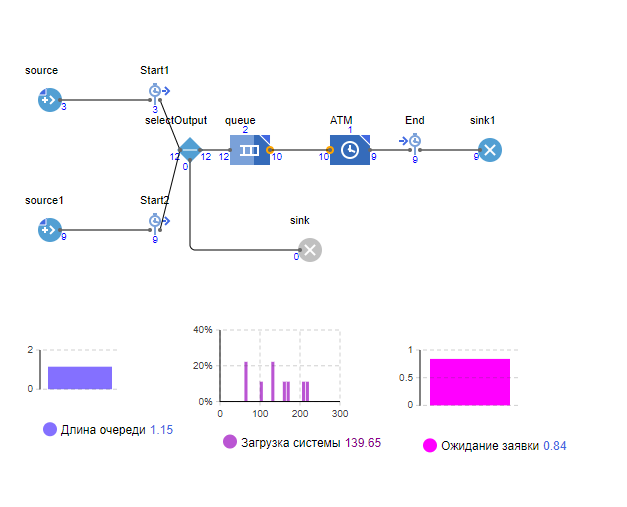 source
Start1
3
3
selectOutput
queue
ATM
End
sink1
2
1
12
12
12
10
10
9
9
9
0
source1
Start2
9
9
sink
0
2
0
Длина очереди 1.15
40%
20%
0%
0
100
200
300
Загрузка системы 139.65
1
0.5
0
Ожидание заявки 0.84